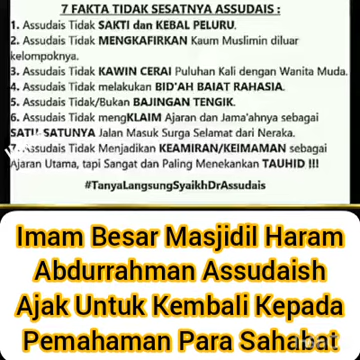 7 FAKTA TIDAK SESATNYA ASSUDAIS :
1. Assudais Tidak SAKTI dan KEBAL PELURU.
2. Assudais Tidak MENGKAFIRKAN Kaum Muslimin diluar
kelompoknya.
3. Assudais Tidak KAWIN CERAI Puluhan Kali dengan Wanita Muda.
4. Assudais Tidak melakukan BID'AH BAIAT RAHASIA.
5. Assudais Tidak/Bukan BAJINGAN TENGIK.
6. Assudais Tidak mengKLAIM Ajaran dan Jama'ahnya sebagai
SATU SATUNYA Jalan Masuk Surga Selamat dari Neraka.
7. Assudais Tidak Menjadikan KEAMIRAN/KEIMAMAN sebagai
Ajaran Utama, tapi Sangat dan Paling Menekankan TAUHID !!!
#TanyaLangsungSyaikhDrAssudais
Imam Besar Masjidil Haram
Abdurrahman Assudaish
Ajak Untuk Kembali Kepada
Pemahaman Para Sahabat